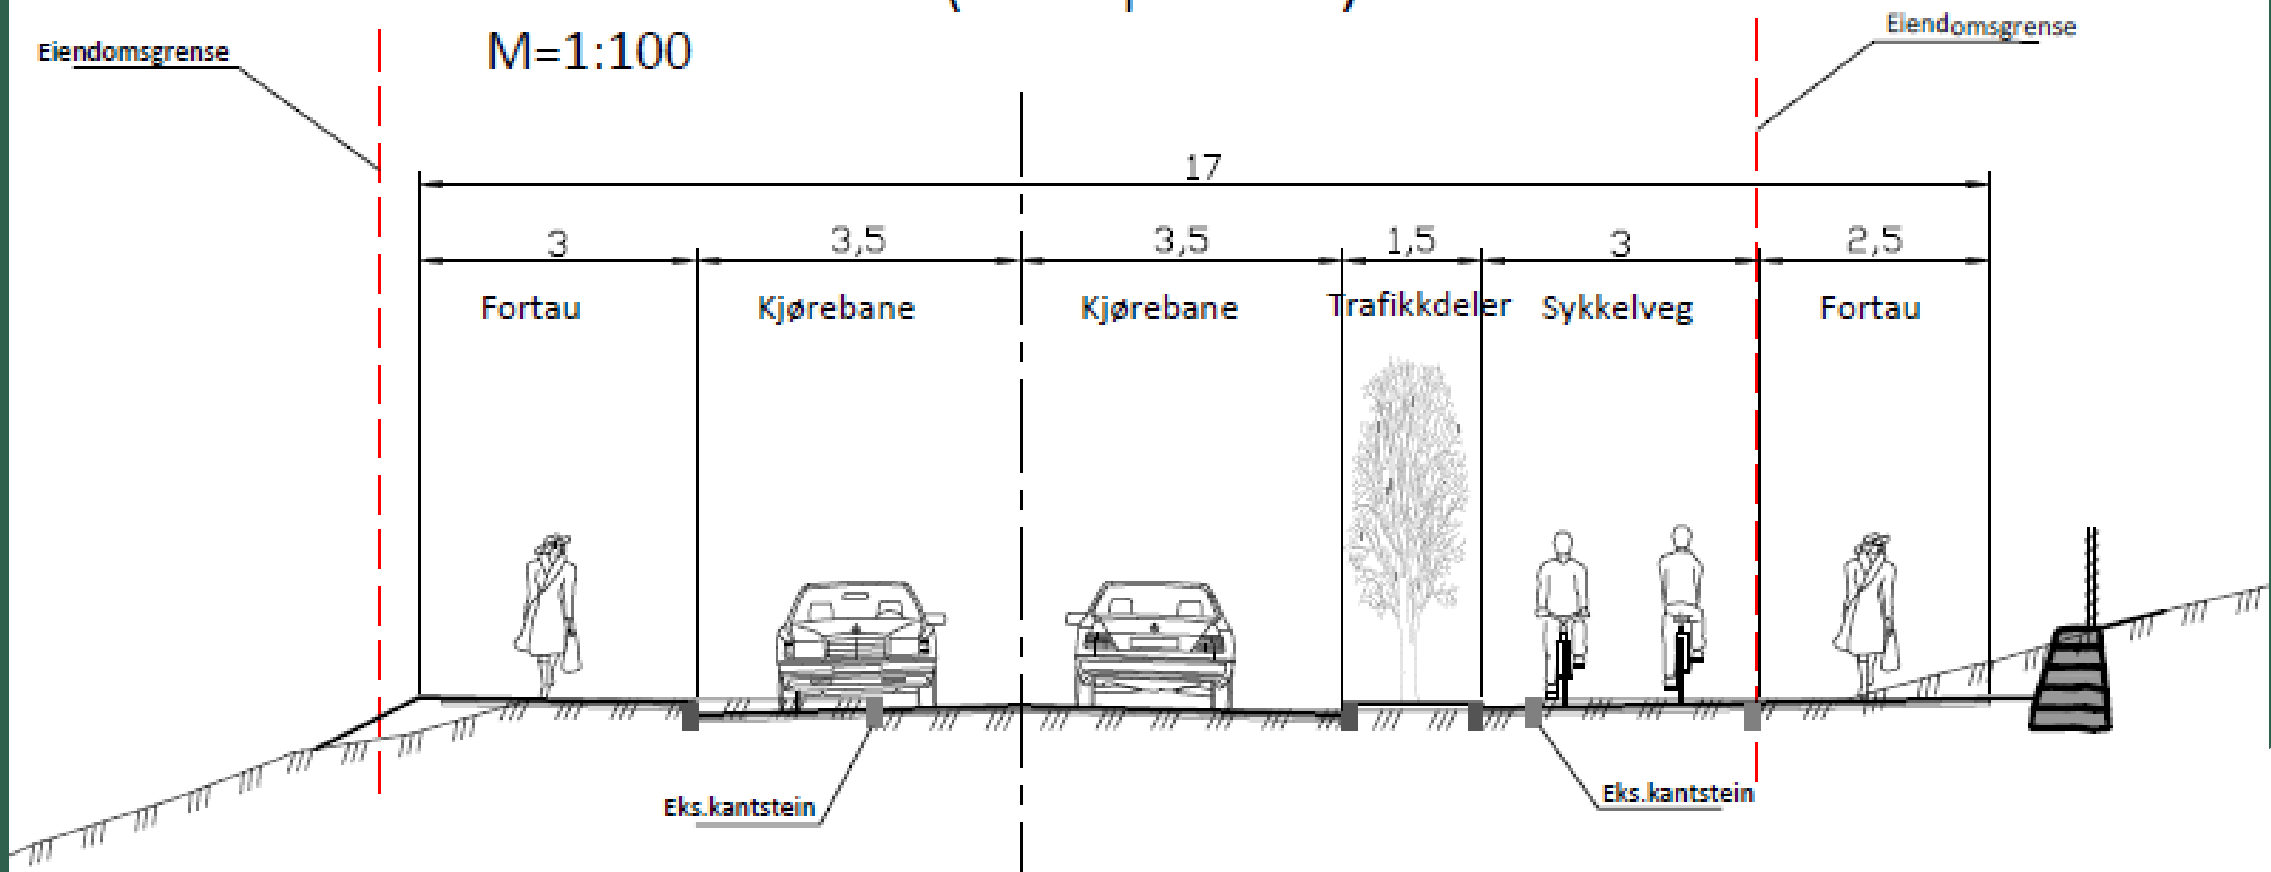 Eiendomsgrense
M=1:100
Eiendomsgrense
17
3
3,5
3,5
1,5
3
2,5
Fortau
Kjørebane
Kjørebane
Trafikkdeler
Sykkelveg
Fortau
Eks.kantstein
Eks.kantstein